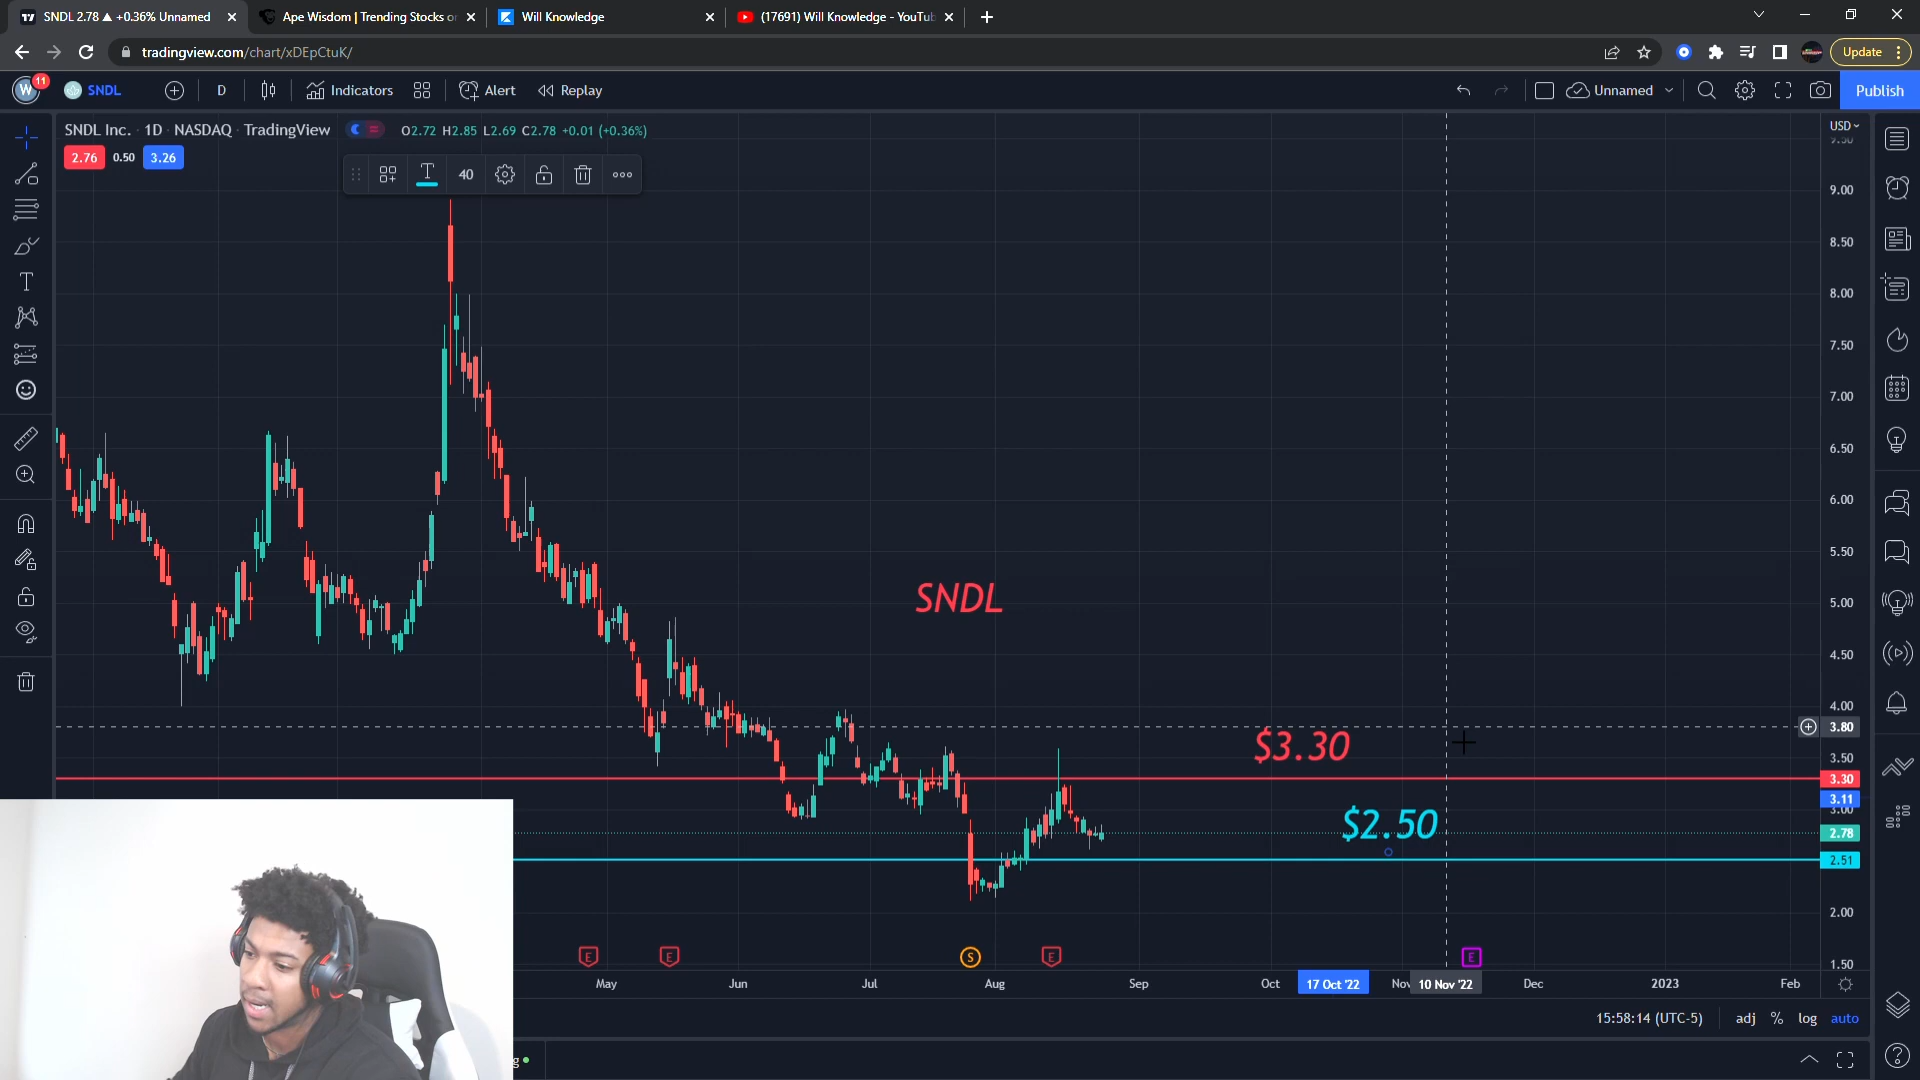 SNDL 2.78 ▲ +0.36% Unnamed
Ape Wisdom | Trending Stocks or
Will Knowledge
(17691) Will Knowledge - YouTub
tradingview.com/chart/xDEpCtuK/
Update
W
11
SNDL
D
Indicators
Alert
Replay
Unnamed
Publish
SNDL Inc. · 1D · NASDAQ · TradingView
O2.72 H2.85 L2.69 C2.78 +0.01 (+0.36%)
USD
2.76
0.50
3.26
T
40
9.00
8.50
8.00
7.50
7.00
6.50
6.00
5.50
5.00
4.50
4.00
3.80
3.50
3.30
3.11
3.00
2.78
2.51
2.00
1.50
SNDL
$3.30
$2.50
E
E
S
E
E
May
Jun
Jul
Aug
Sep
Oct
17 Oct '22
Nov
10 Nov '22
Dec
2023
Feb
15:58:14 (UTC-5)
adj
%
log
auto
g